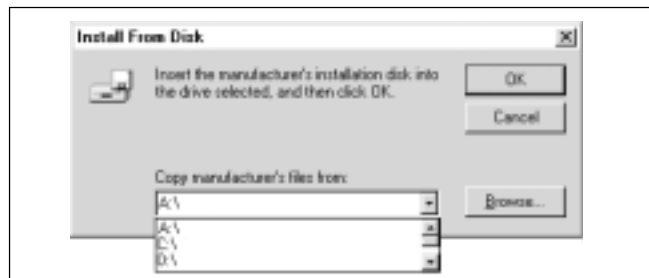 Install From Disk
Insert the manufacturer's installation disk into
the drive selected, and then click OK.
OK
Cancel
Copy manufacturer's files from:
A:\
Browse...
A:\
C:\
D:\